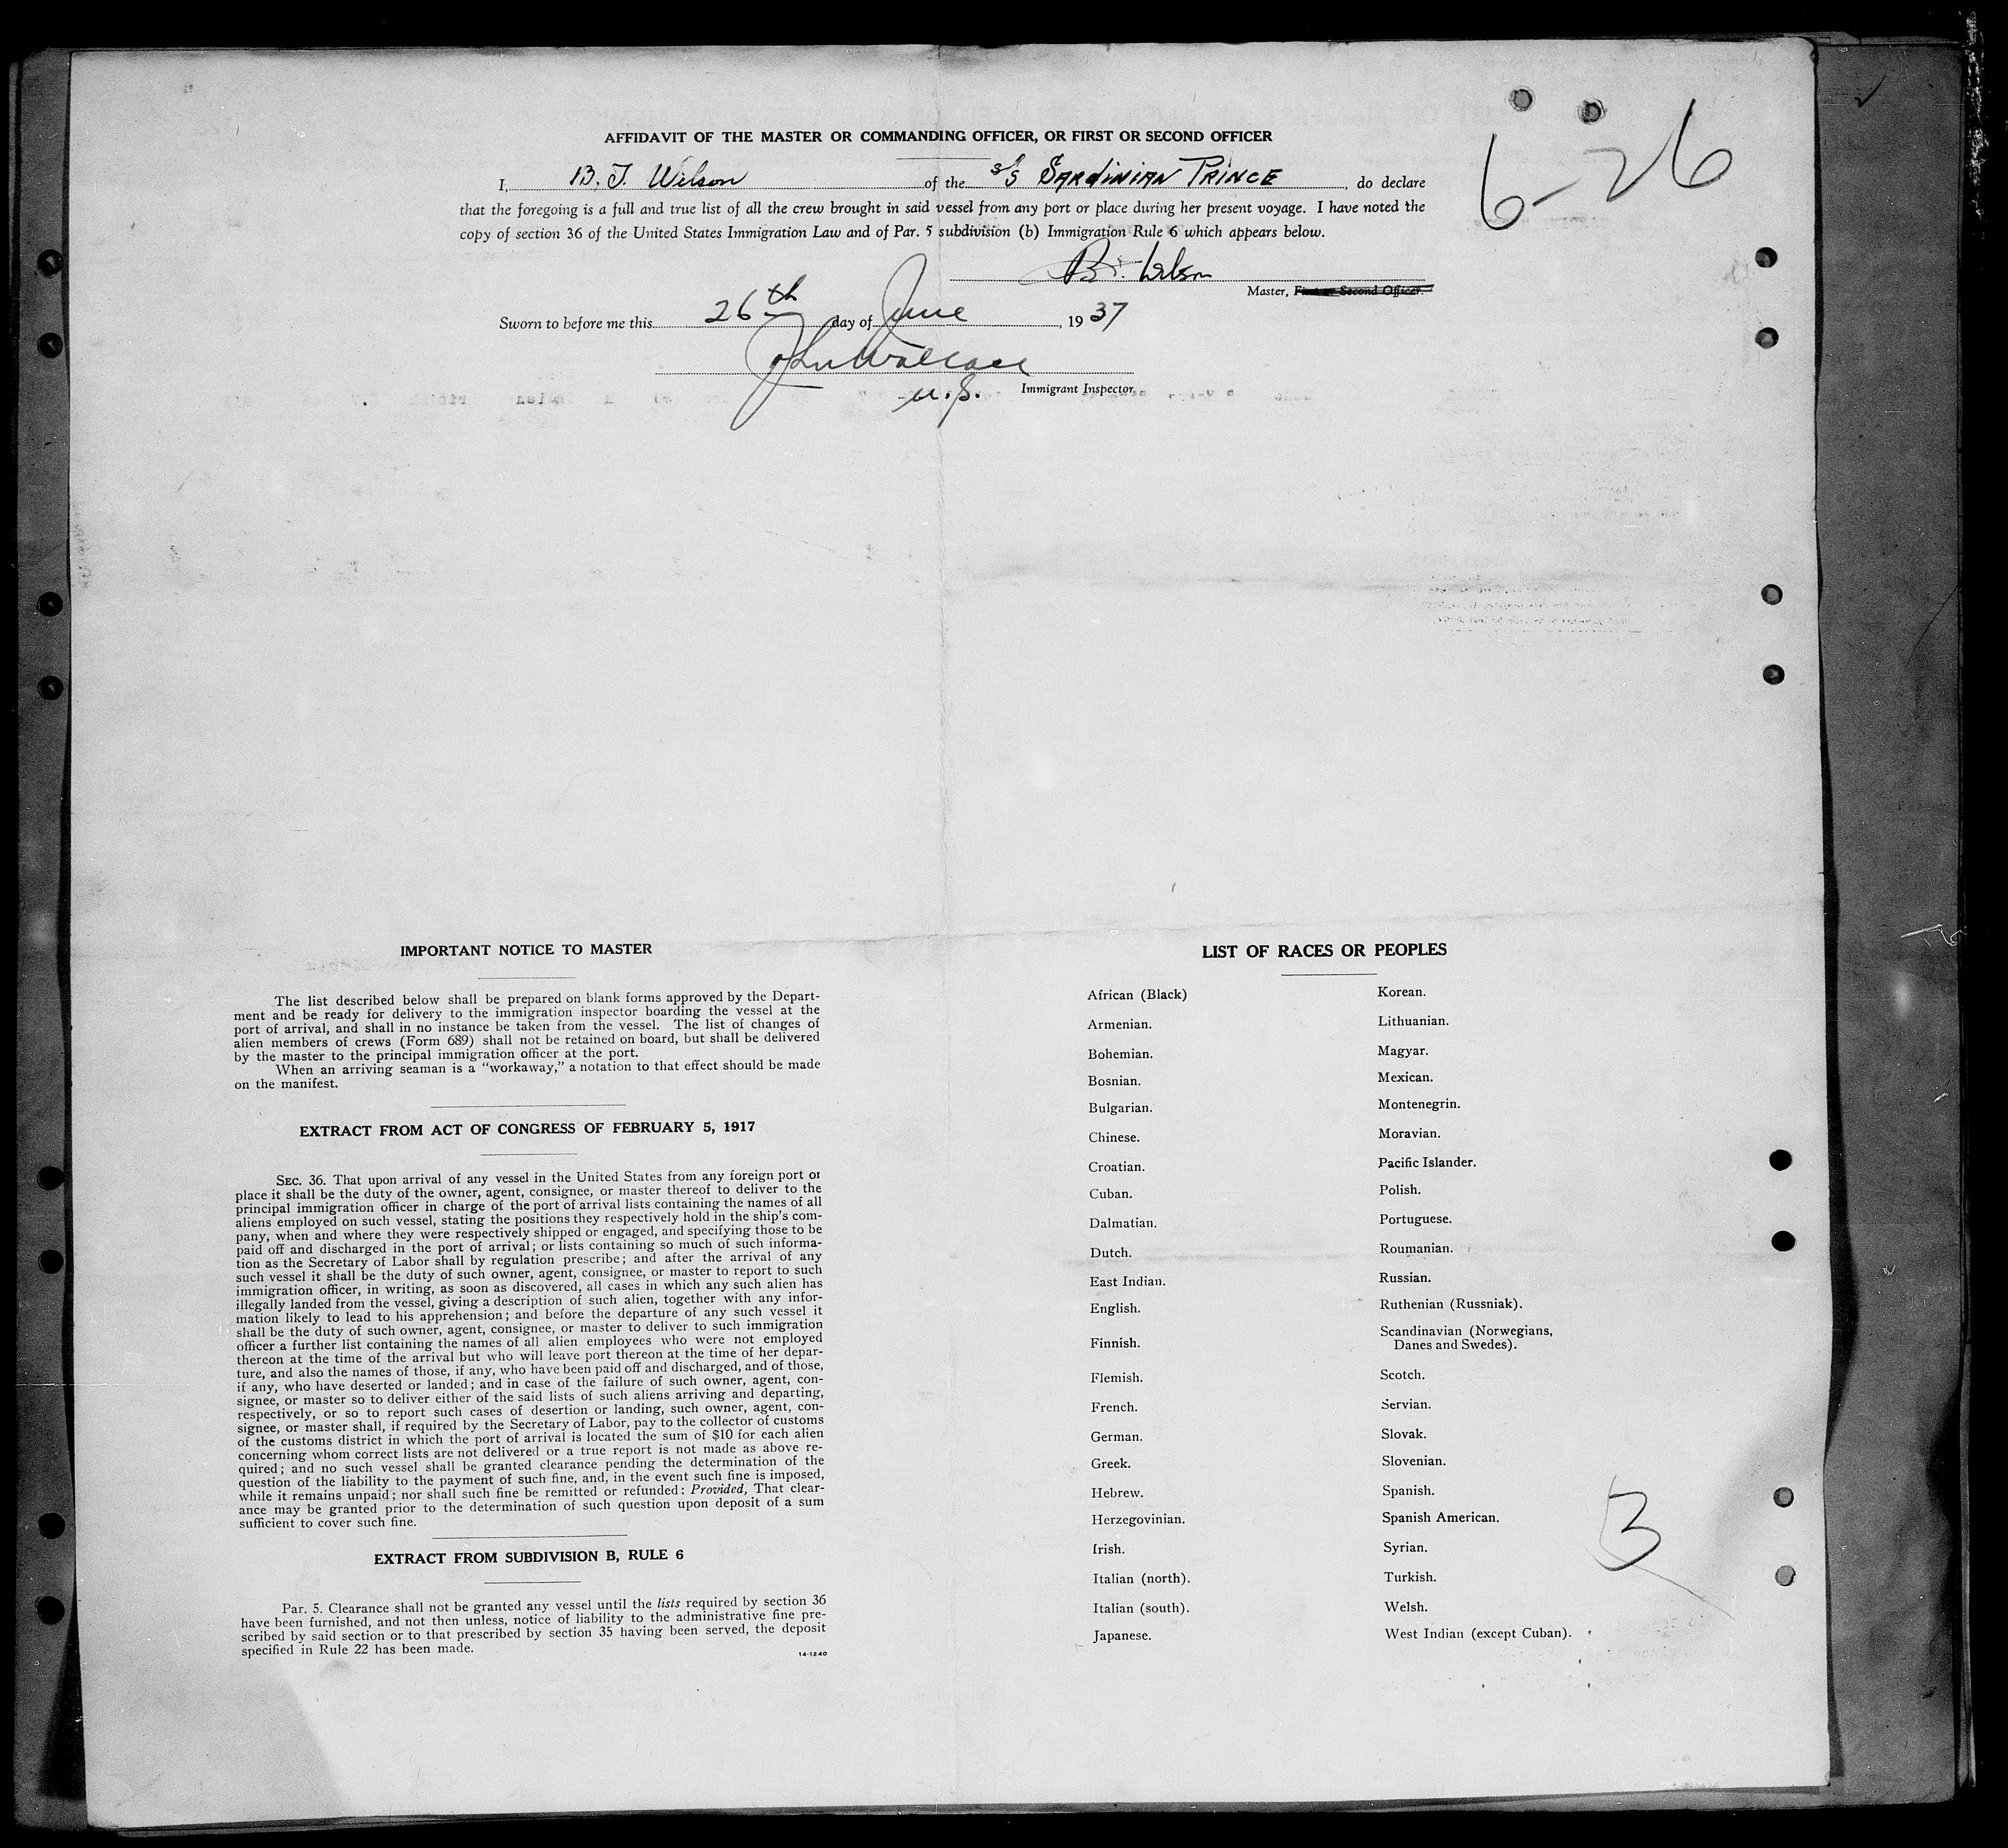 AFFIDAVIT OF THE MASTER OR COMMANDING OFFICER, OR FIRST OR SECOND OFFICER
6-26
I, B. J. Wilson of the s/s SARDINIAN PRINCE, do declare
that the foregoing is a full and true list of all the crew brought in said vessel from any port or place during her present voyage. I have noted the
copy of section 36 of the United States Immigration Law and of Par. 5 subdivision (b) Immigration Rule 6 which appears below.
Wilson
Master, First or Second Officer.
Sworn to before me this 26th day of June, 1937
John Wallace
U.S. Immigrant Inspector
IMPORTANT NOTICE TO MASTER
The list described below shall be prepared on blank forms approved by the Depart-
ment and be ready for delivery to the immigration inspector boarding the vessel at the
port of arrival, and shall in no instance be taken from the vessel. The list of changes of
alien members of crews (Form 689) shall not be retained on board, but shall be delivered
by the master to the principal immigration officer at the port.
When an arriving seaman is a "workaway," a notation to that effect should be made
on the manifest.
EXTRACT FROM ACT OF CONGRESS OF FEBRUARY 5, 1917
SEC. 36. That upon arrival of any vessel in the United States from any foreign port or
place it shall be the duty of the owner, agent, consignee, or master thereof to deliver to the
principal immigration officer in charge of the port of arrival lists containing the names of all
aliens employed on such vessel, stating the positions they respectively hold in the ship's com-
pany, when and where they were respectively shipped or engaged, and specifying those to be
paid off and discharged in the port of arrival; or lists containing so much of such informa-
tion as the Secretary of Labor shall by regulation prescribe; and after the arrival of any
such vessel it shall be the duty of such owner, agent, consignee, or master to report to such
immigration officer, in writing, as soon as discovered, all cases in which any such alien has
illegally landed from the vessel, giving a description of such alien, together with any infor-
mation likely to lead to his apprehension; and before the departure of any such vessel it
shall be the duty of such owner, agent, consignee, or master to deliver to such immigration
officer a further list containing the names of all alien employees who were not employed
thereon at the time of the arrival but who will leave port thereon at the time of her depar-
ture, and also the names of those, if any, who have been paid off and discharged, and of those,
if any, who have deserted or landed; and in case of the failure of such owner, agent, con-
signee, or master so to deliver either of the said lists of such aliens arriving and departing,
respectively, or so to report such cases of desertion or landing, such owner, agent, con-
signee, or master shall, if required by the Secretary of Labor, pay to the collector of customs
of the customs district in which the port of arrival is located the sum of $10 for each alien
concerning whom correct lists are not delivered or a true report is not made as above re-
quired; and no such vessel shall be granted clearance pending the determination of the
question of the liability to the payment of such fine, and, in the event such fine is imposed,
while it remains unpaid; nor shall such fine be remitted or refunded: Provided, That clear-
ance may be granted prior to the determination of such question upon deposit of a sum
sufficient to cover such fine.
EXTRACT FROM SUBDIVISION B, RULE 6
Par. 5. Clearance shall not be granted any vessel until the lists required by section 36
have been furnished, and not then unless, notice of liability to the administrative fine pre-
scribed by said section or to that prescribed by section 35 having been served, the deposit
specified in Rule 22 has been made.
14-1240
LIST OF RACES OR PEOPLES
African (Black)
Armenian.
Bohemian.
Bosnian.
Bulgarian.
Chinese.
Croatian.
Cuban.
Dalmatian.
Dutch.
East Indian.
English.
Finnish.
Flemish.
French.
German.
Greek.
Hebrew.
Herzegovinian.
Irish.
Italian (north).
Italian (south).
Japanese.
Korean.
Lithuanian.
Magyar.
Mexican.
Montenegrin.
Moravian.
Pacific Islander.
Polish.
Portuguese.
Roumanian.
Russian.
Ruthenian (Russniak).
Scandinavian (Norwegians,
Danes and Swedes).
Scotch.
Servian.
Slovak.
Slovenian.
Spanish.
Spanish American.
Syrian.
Turkish.
Welsh.
West Indian (except Cuban).
3